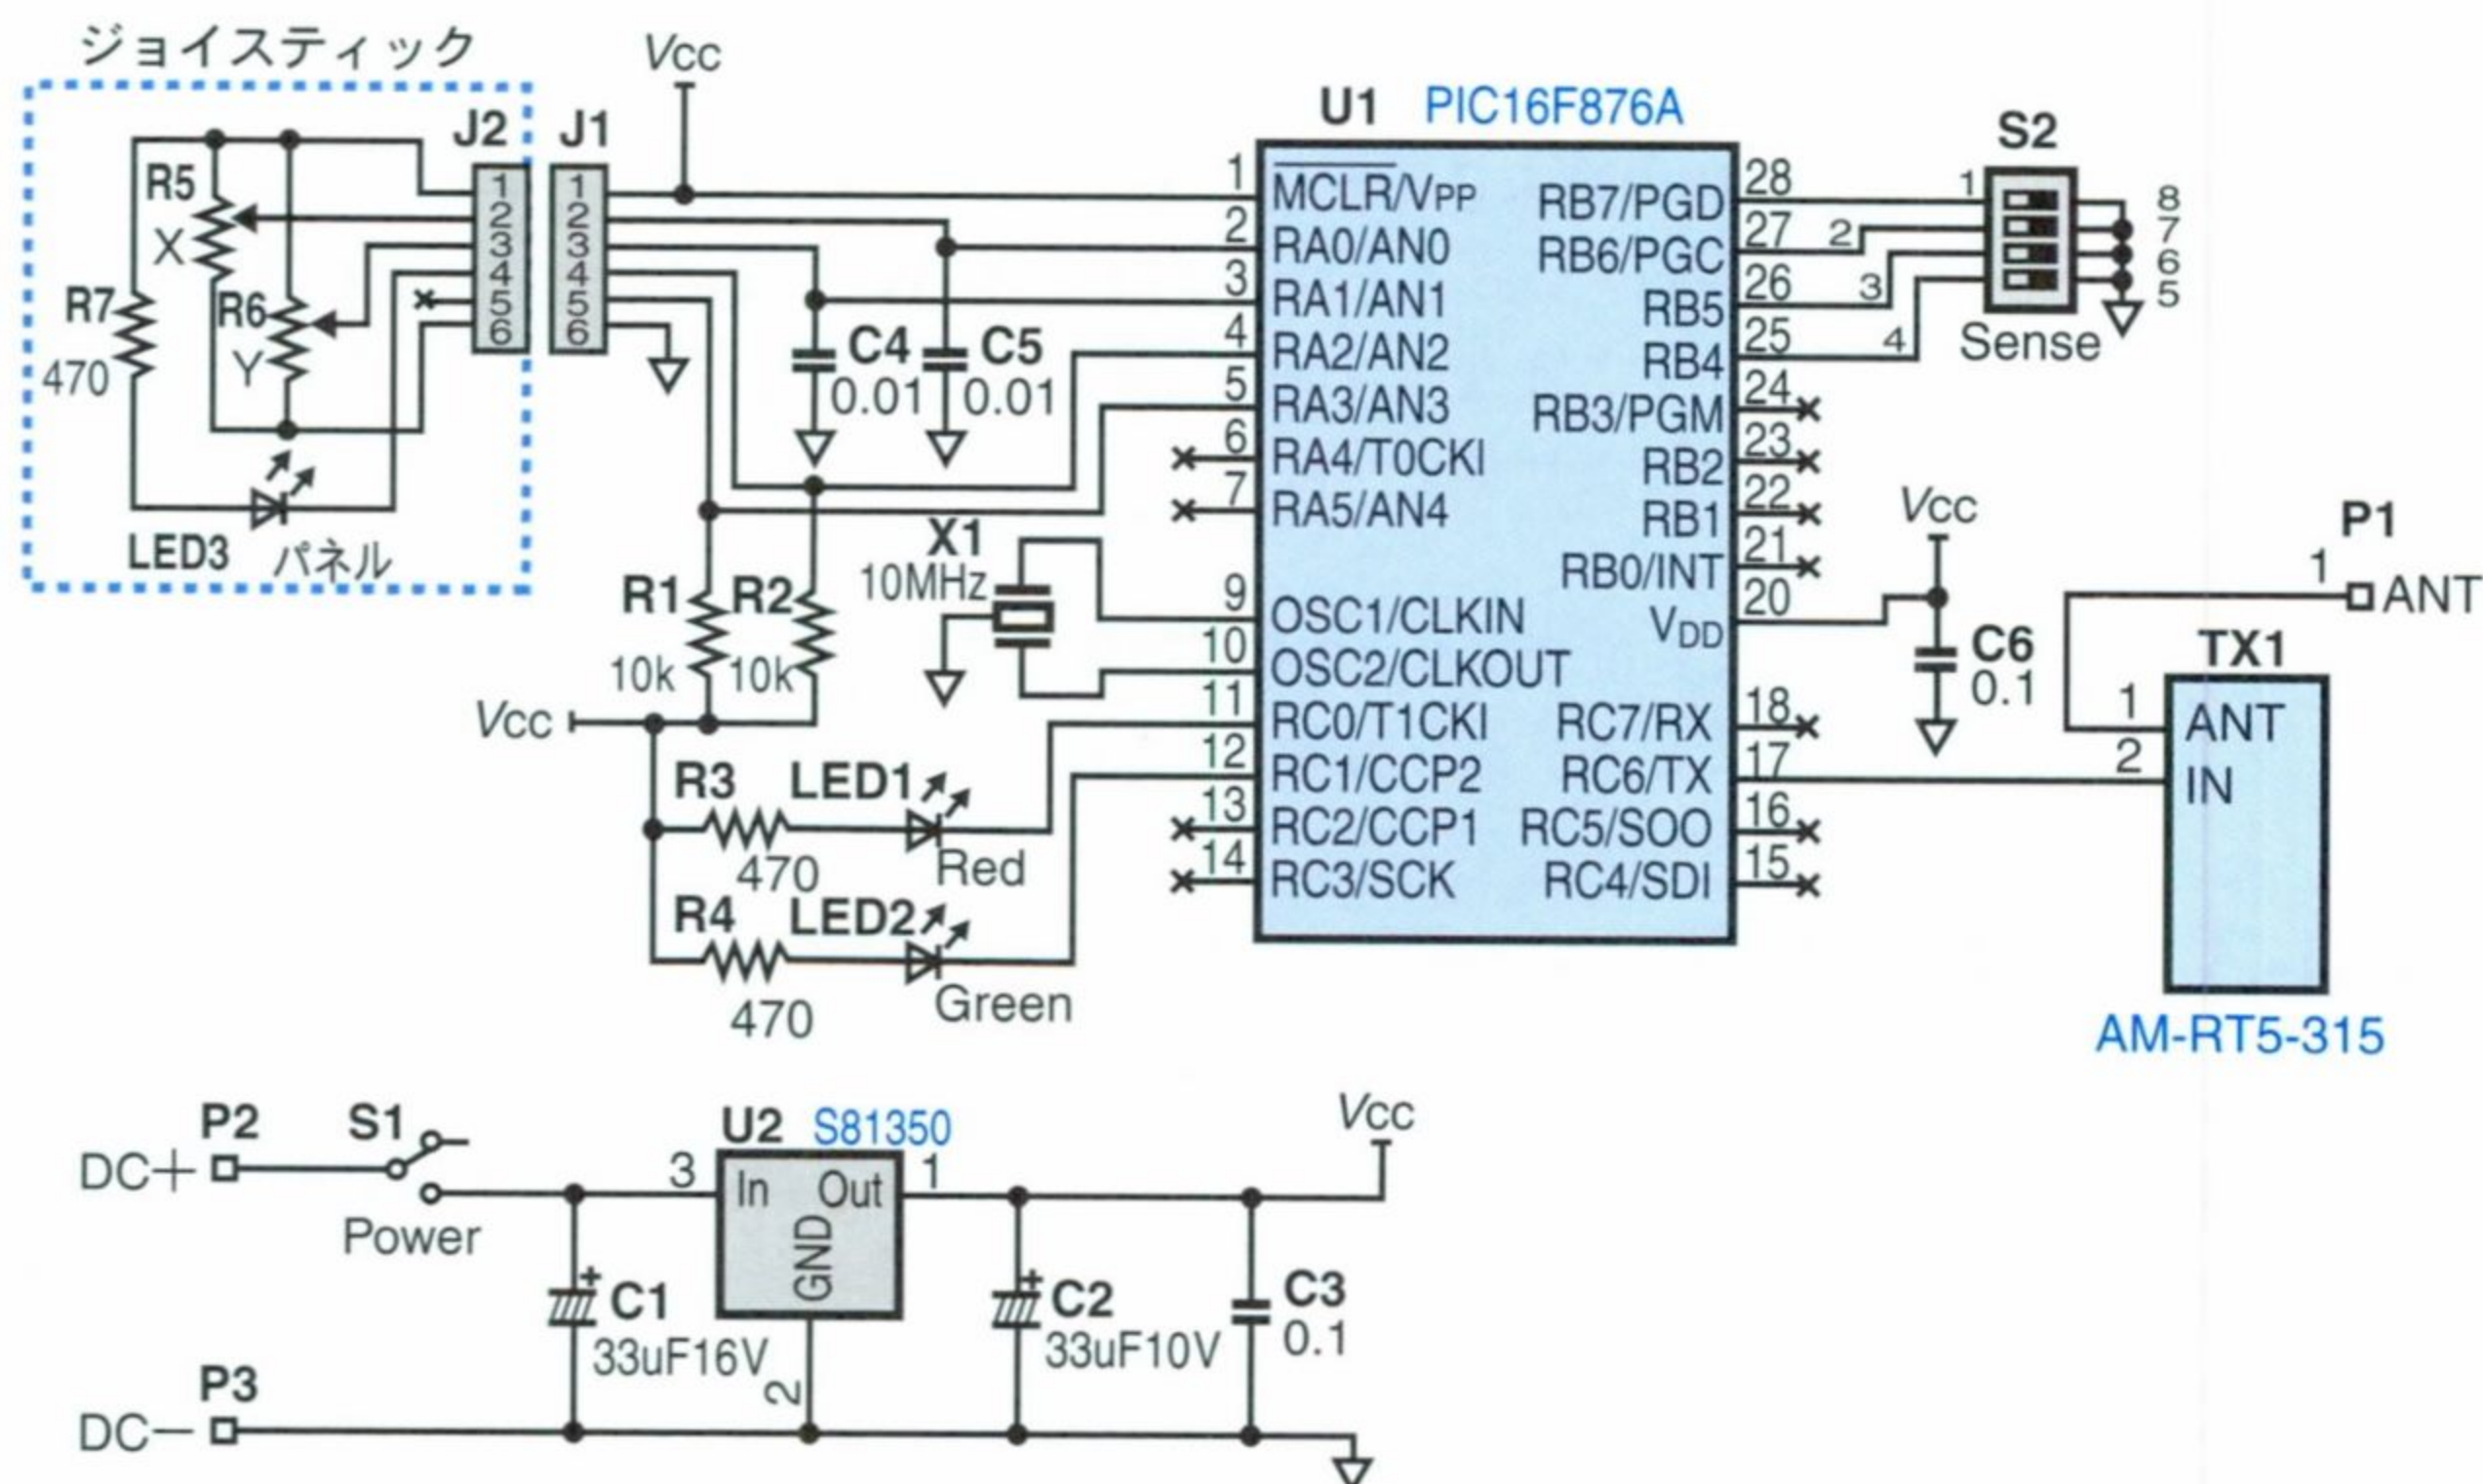 ジョイスティック
Vcc
J2
J1
1
2
3
4
5
6
1
2
3
4
5
6
R5
X
R7
470
R6
Y
LED3
パネル
C4
0.01
C5
0.01
R1
10k
R2
10k
X1
10MHz
Vcc
R3
470
LED1
Red
R4
470
LED2
Green
U1 PIC16F876A
1 MCLR/VPP
2 RA0/AN0
3 RA1/AN1
4 RA2/AN2
5 RA3/AN3
6 RA4/T0CKI
7 RA5/AN4
9 OSC1/CLKIN
10 OSC2/CLKOUT
11 RC0/T1CKI
12 RC1/CCP2
13 RC2/CCP1
14 RC3/SCK
RB7/PGD 28
RB6/PGC 27
RB5 26
RB4 25
RB3/PGM 24
RB2 23
RB1 22
RB0/INT 21
VDD 20
RC7/RX 18
RC6/TX 17
RC5/SOO 16
RC4/SDI 15
S2
1
2
3
4
8
7
6
5
Sense
Vcc
C6
0.1
P1
1
ANT
TX1
1 ANT
2 IN
AM-RT5-315
P2
DC+
S1
Power
U2 S81350
3 In
Out 1
GND
2
C1
33uF16V
+
C2
33uF10V
+
C3
0.1
Vcc
P3
DC−